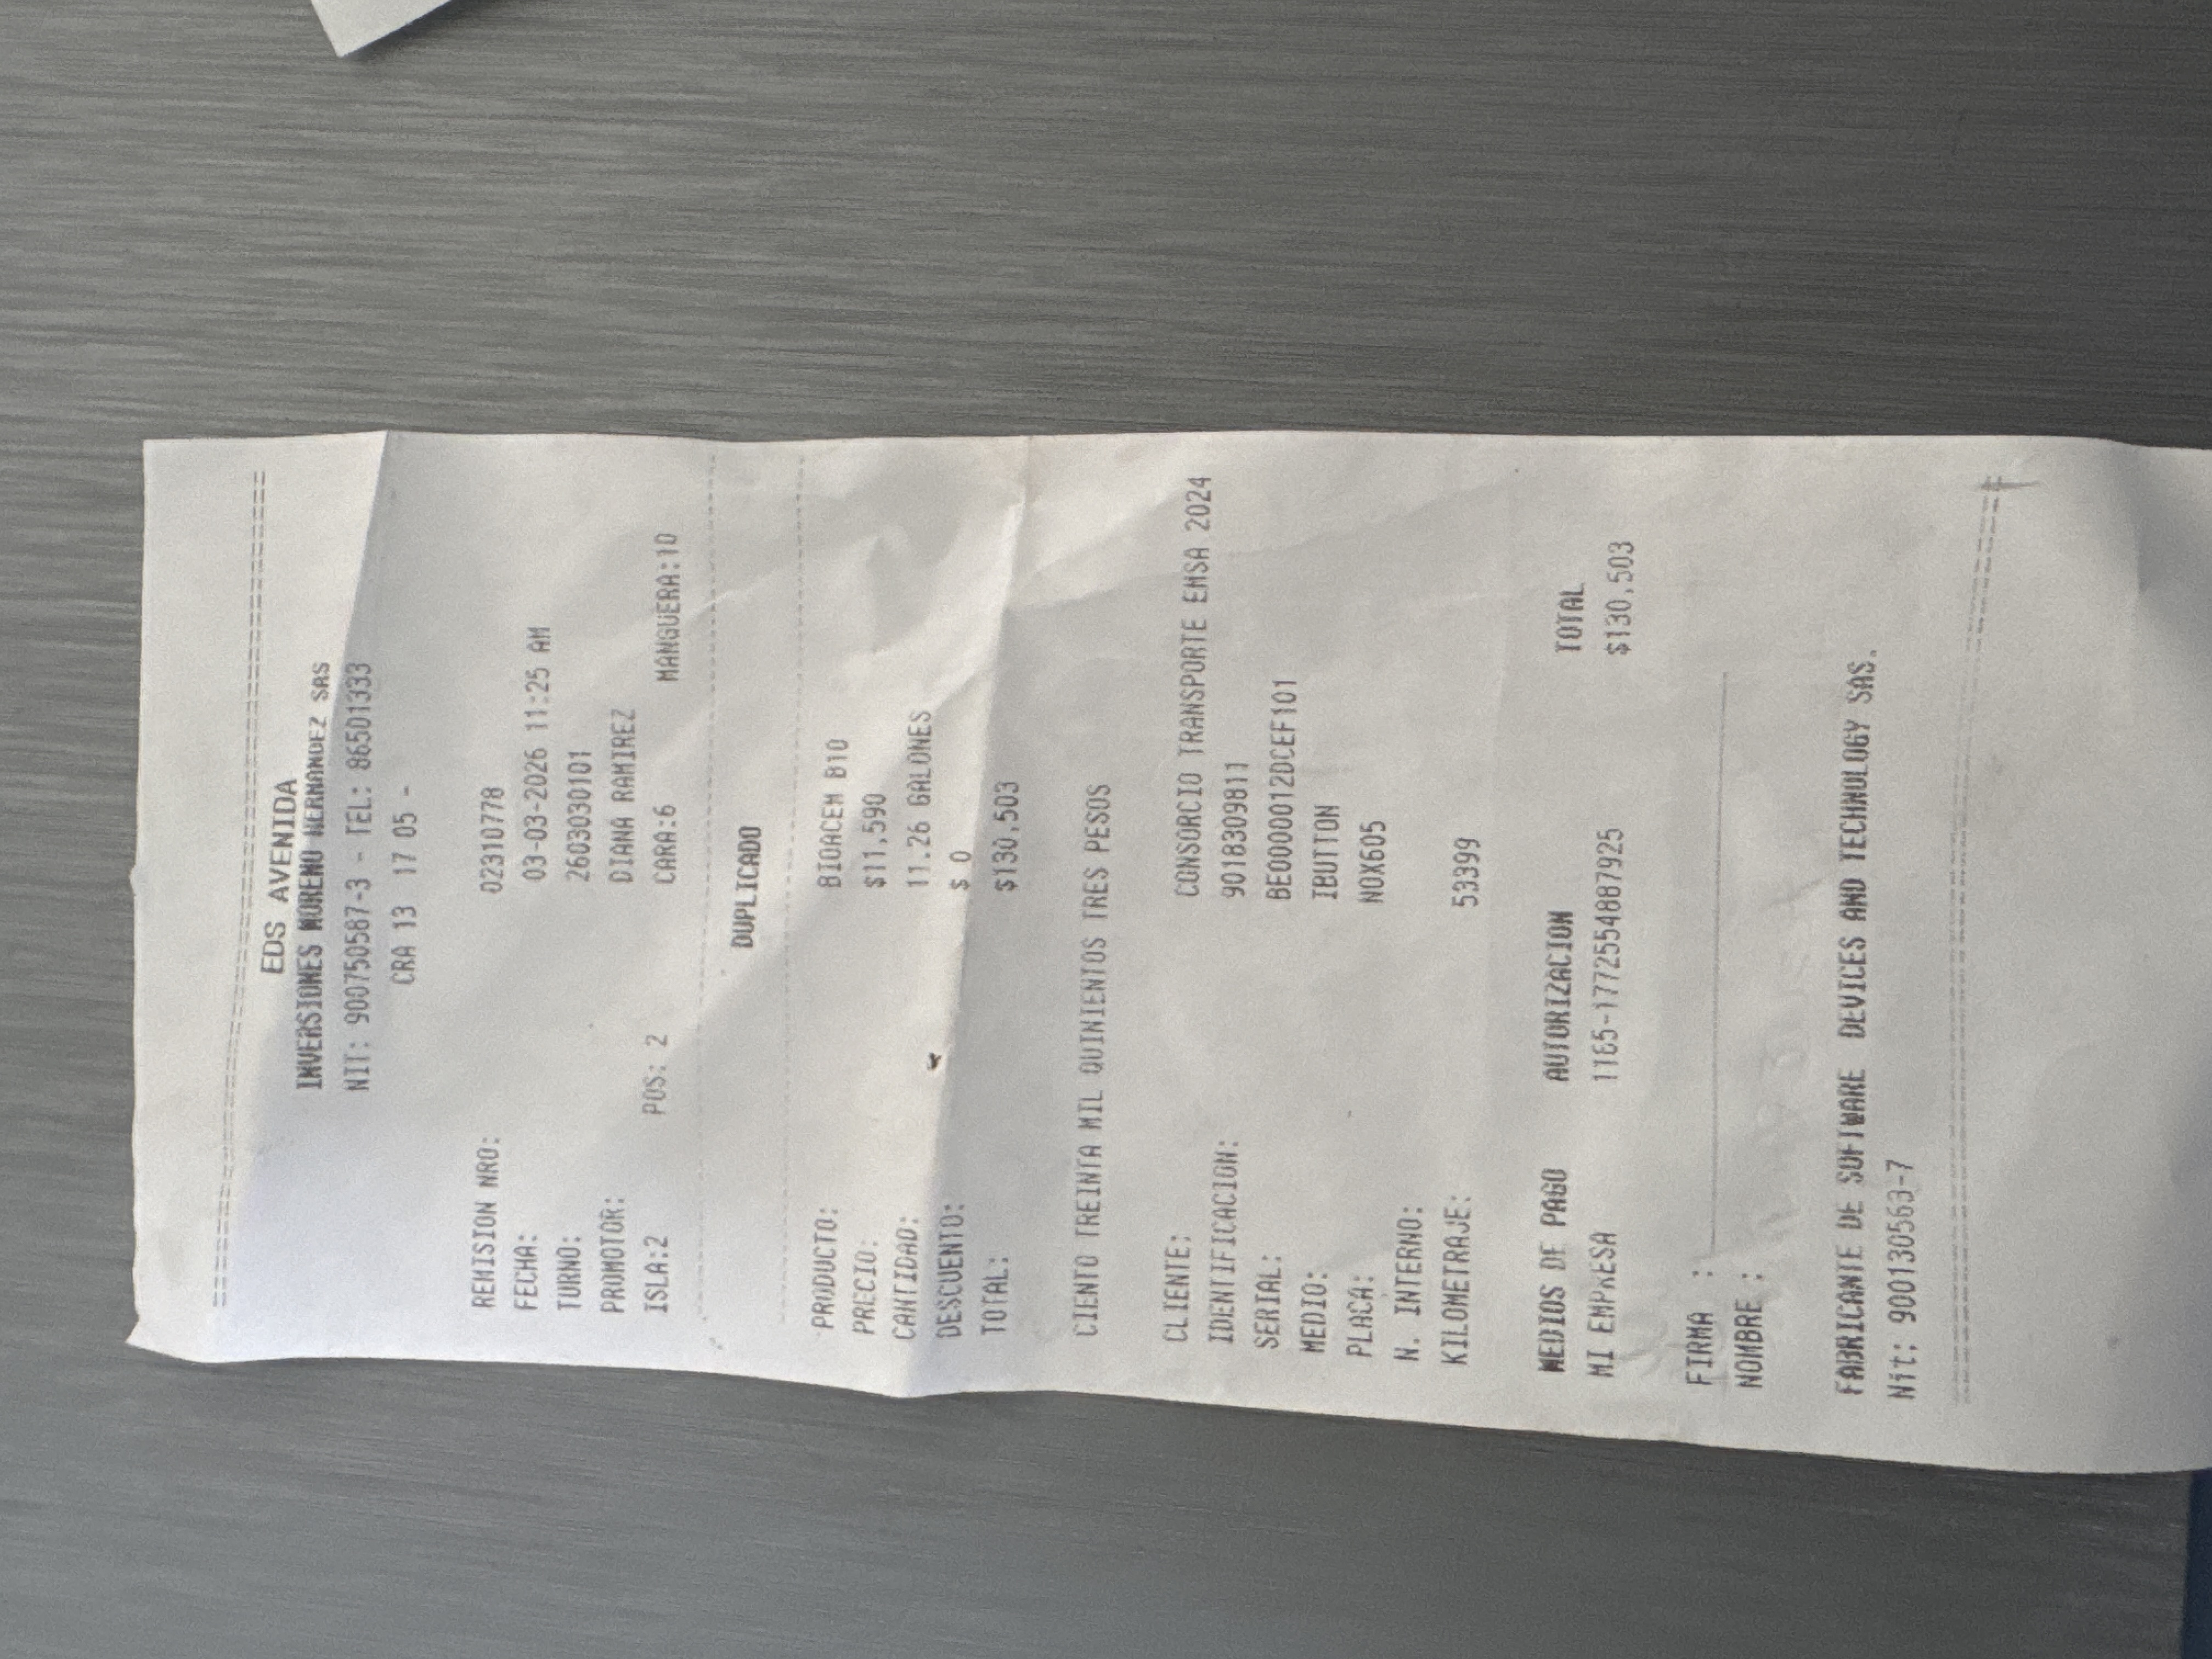 EDS AVENIDA
INVERSIONES MORENO HERNANDEZ SAS
NIT: 900750587-3 - TEL: 86501333
CRA 13 17 05 -
REMISION NRO: 02310778
FECHA: 03-03-2026 11:25 AM
TURNO: 260303030101
PROMOTOR: DIANA RAMIREZ
ISLA:2 POS: 2 CARA:6 MANGUERA:10
DUPLICADO
PRODUCTO: BIOACEM B10
PRECIO: $11,590
CANTIDAD: 11.26 GALONES
DESCUENTO: $ 0
TOTAL: $130,503
CIENTO TREINTA MIL QUINIENTOS TRES PESOS
CLIENTE: CONSORCIO TRANSPORTE EMSA 2024
IDENTIFICACION: 9018309811
SERIAL: BE0000012DCEF101
MEDIO: IBUTTON
PLACA: NOX605
N. INTERNO:
KILOMETRAJE: 53399
MEDIOS DE PAGO AUTORIZACION TOTAL
MI EMPRESA 1165-1772554887925 $130,503
FIRMA :
NOMBRE :
FABRICANTE DE SOFTWARE DEVICES AND TECHNOLOGY SAS.
Nit: 900130563-7